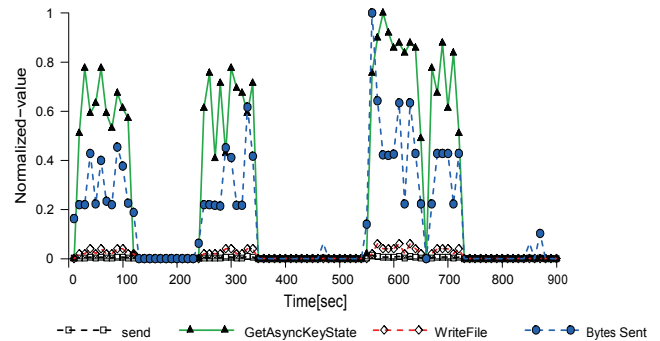 Normalized-value
1
0.8
0.6
0.4
0.2
0
0 100 200 300 400 500 600 700 800 900
Time[sec]
send GetAsyncKeyState WriteFile Bytes Sent